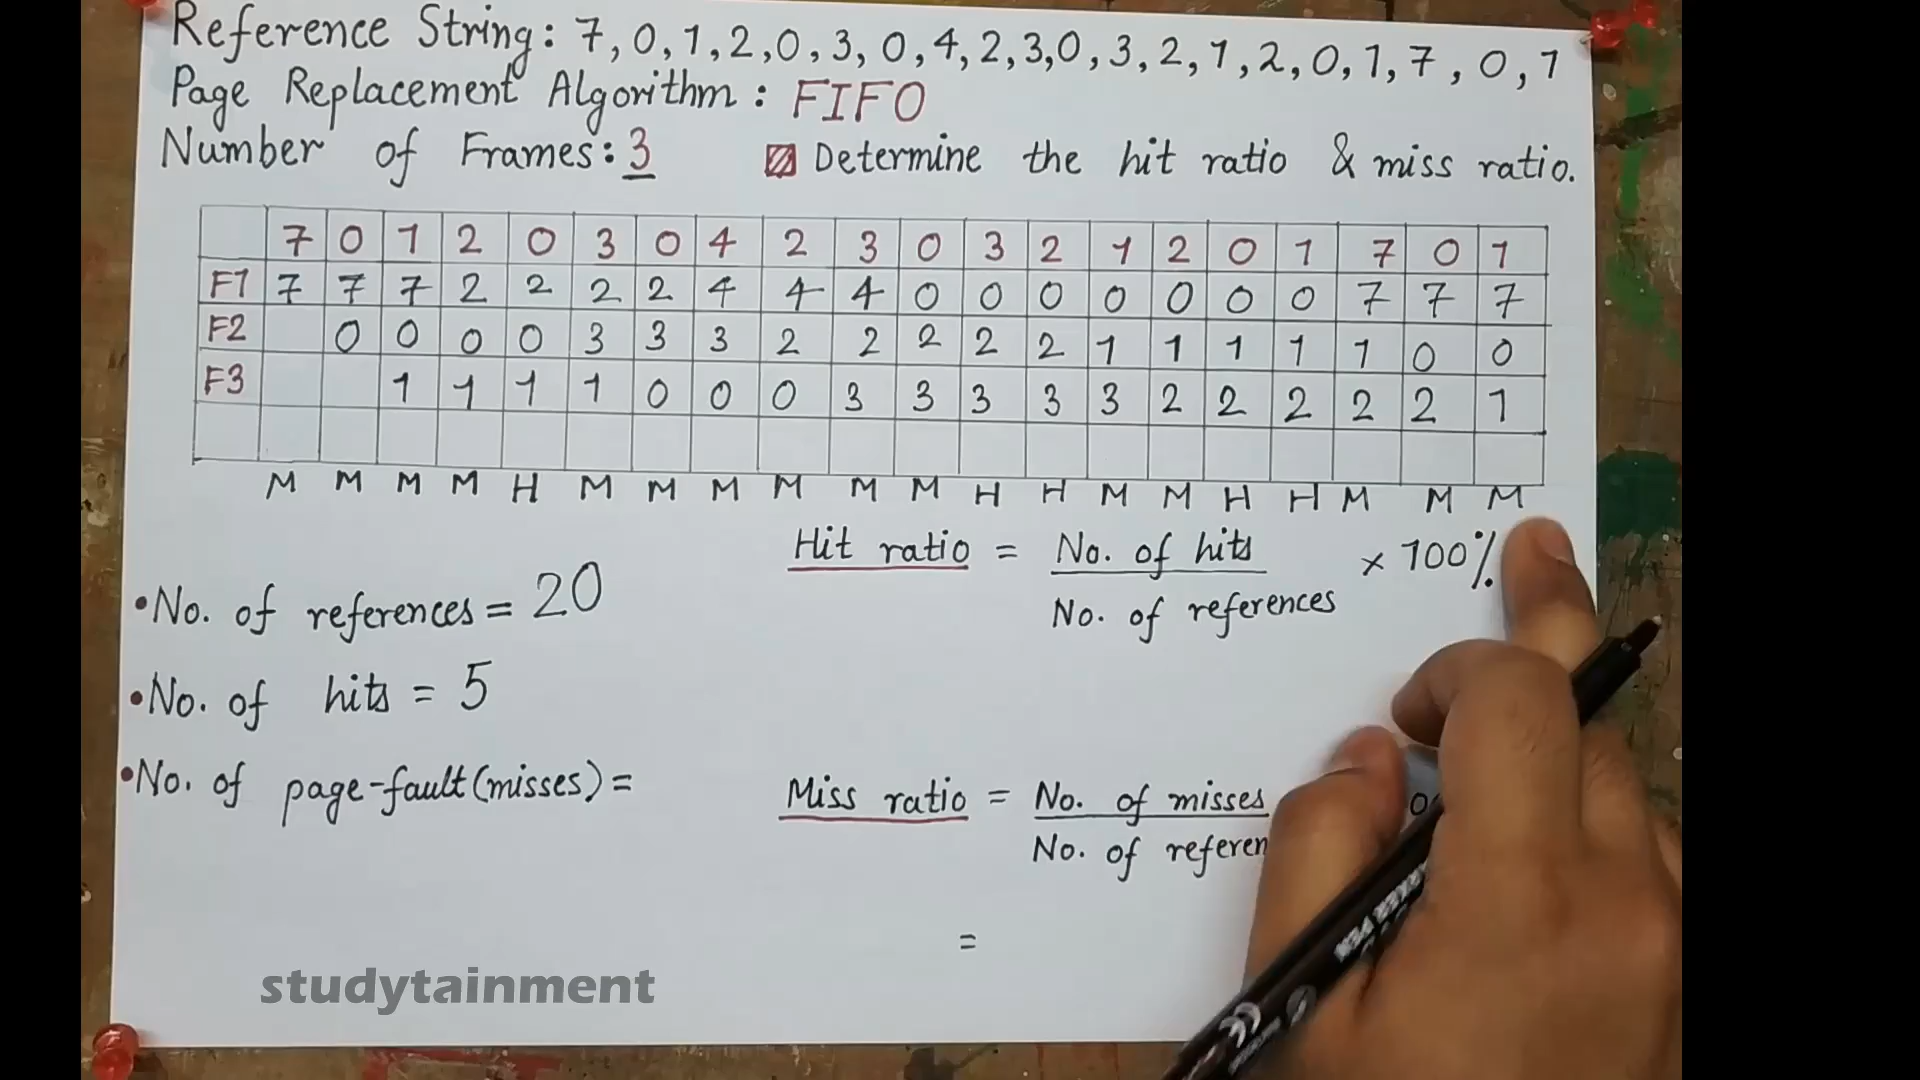 Reference String: 7, 0, 1, 2, 0, 3, 0, 4, 2, 3, 0, 3, 2, 1, 2, 0, 1, 7, 0, 1
Page Replacement Algorithm: FIFO
Number of Frames: 3 Determine the hit ratio & miss ratio.
7 0 1 2 0 3 0 4 2 3 0 3 2 1 2 0 1 7 0 1
F1 7 7 7 2 2 2 2 4 4 4 0 0 0 0 0 0 0 7 7 7
F2 0 0 0 0 3 3 3 2 2 2 2 2 1 1 1 1 1 0 0
F3 1 1 1 1 0 0 0 3 3 3 3 3 2 2 2 2 2 1
M M M M H M M M M M M H H M M H H M M M
Hit ratio = No. of hits × 100%
No. of references
•No. of references = 20
•No. of hits = 5
•No. of page-fault (misses) =
Miss ratio = No. of misses
No. of referen
=
studytainment